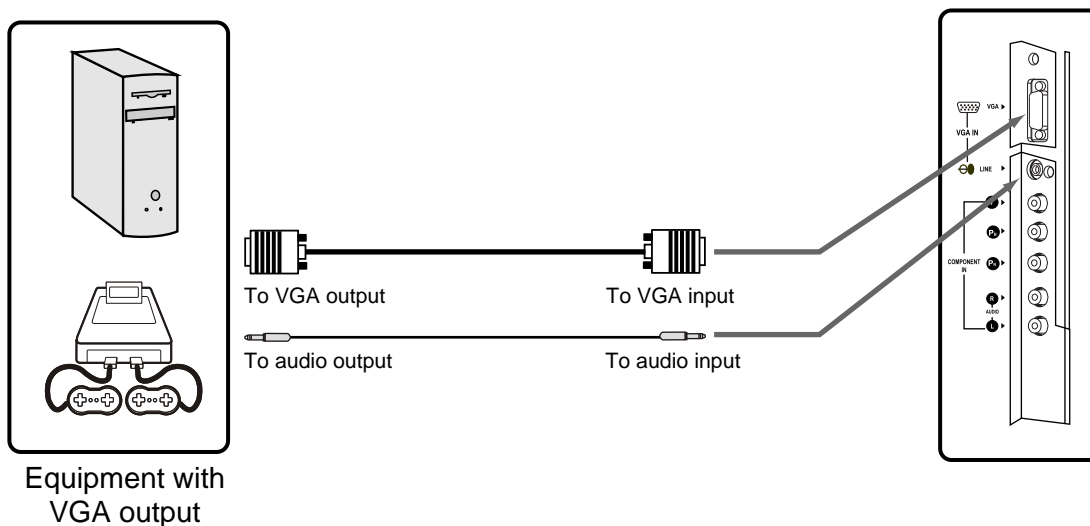 VGA
VGA IN
LINE
COMPONENT
IN
R
AUDIO
L
To VGA output
To VGA input
To audio output
To audio input
Equipment with
VGA output